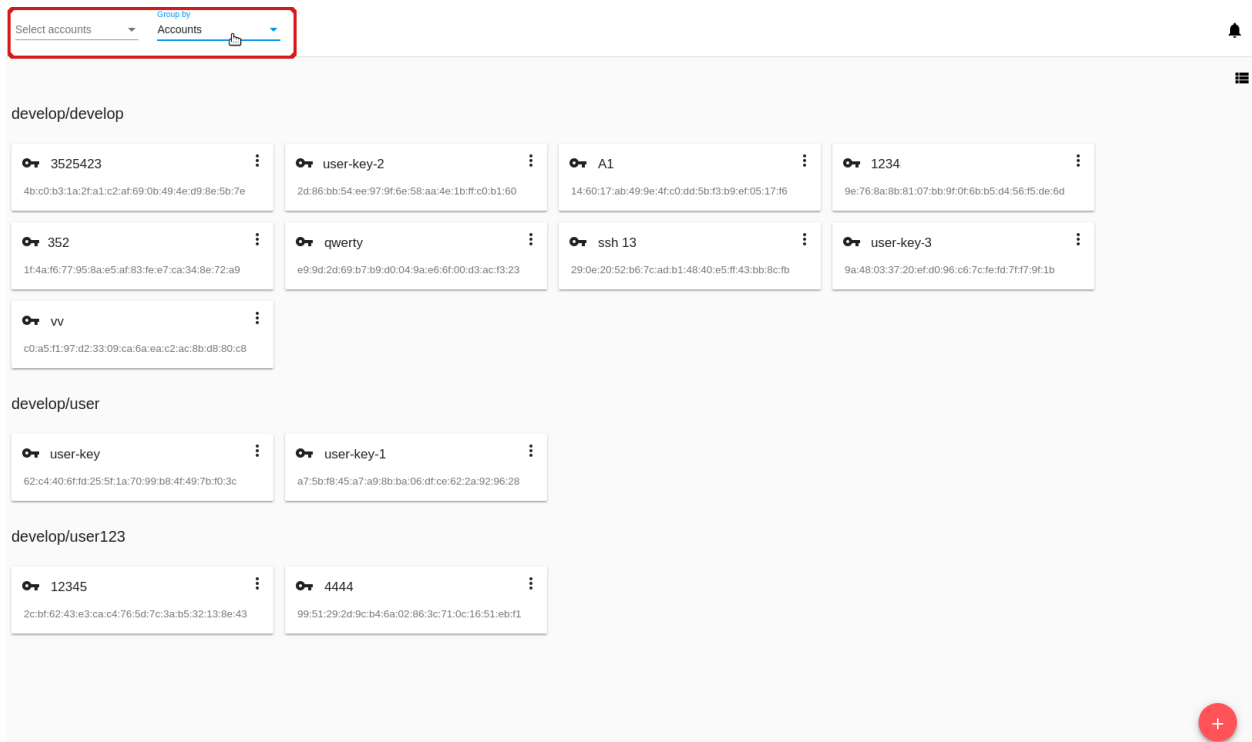 Group by
Select accounts Accounts
develop/develop
3525423 user-key-2 A1 1234
4b:c0:b3:1a:2f:a1:c2:af:69:0b:49:4e:d9:8e:5b:7e 2d:86:bb:54:ee:97:9f:6e:58:aa:4e:1b:ff:c0:b1:60 14:60:17:ab:49:9e:4f:c0:dd:5b:f3:b9:ef:05:17:f6 9e:76:8a:8b:81:07:bb:9f:0f:6b:b5:d4:56:f5:de:6d
352 qwerty ssh 13 user-key-3
1f:4a:f6:77:95:8a:e5:af:83:fe:e7:ca:34:8e:72:a9 e9:9d:2d:69:b7:b9:d0:04:9a:e6:6f:00:d3:ac:f3:23 29:0e:20:52:b6:7c:ad:b1:48:40:e5:ff:43:bb:8c:fb 9a:48:03:37:20:ef:d0:96:c6:7c:fe:fd:7f:f7:9f:1b
vv
c0:a5:f1:97:d2:33:09:ca:6a:ea:c2:ac:8b:d8:80:c8
develop/user
user-key user-key-1
62:c4:40:6f:fd:25:5f:1a:70:99:b8:4f:49:7b:f0:3c a7:5b:f8:45:a7:a9:8b:ba:06:df:ce:62:2a:92:96:28
develop/user123
12345 4444
2c:bf:62:43:e3:ca:c4:76:5d:7c:3a:b5:32:13:8e:43 99:51:29:2d:9c:b4:6a:02:86:3c:71:0c:16:51:eb:f1